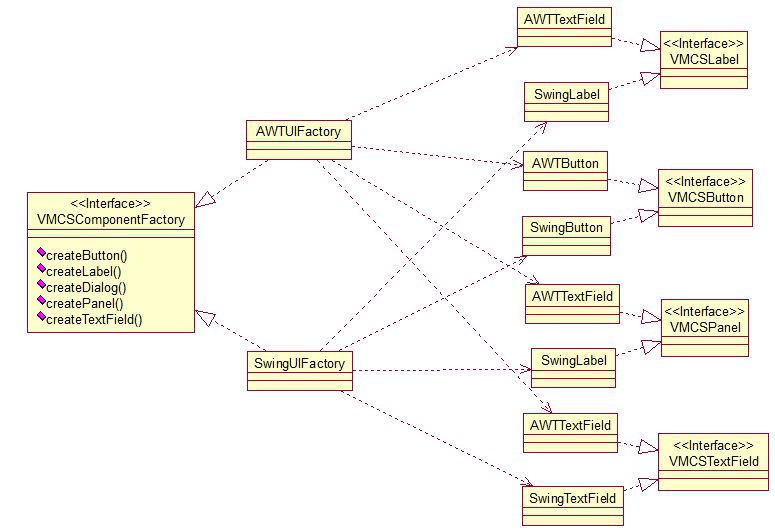 AWTTextField
<<Interface>>
VMCSLabel
SwingLabel
AWTUIFactory
AWTButton
<<Interface>>
VMCSButton
<<Interface>>
VMCSComponentFactory
SwingButton
createButton()
createLabel()
createDialog()
createPanel()
createTextField()
AWTTextField
<<Interface>>
VMCSPanel
SwingUIFactory
SwingLabel
AWTTextField
<<Interface>>
VMCSTextField
SwingTextField